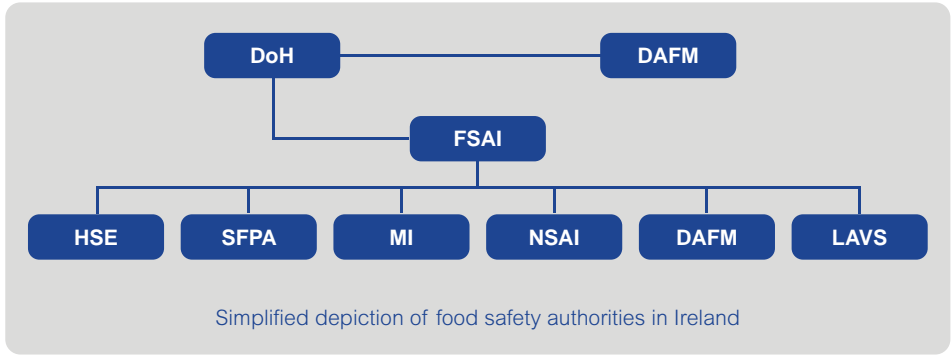 DoH
DAFM
FSAI
HSE
SFPA
MI
NSAI
DAFM
LAVS
Simplified depiction of food safety authorities in Ireland